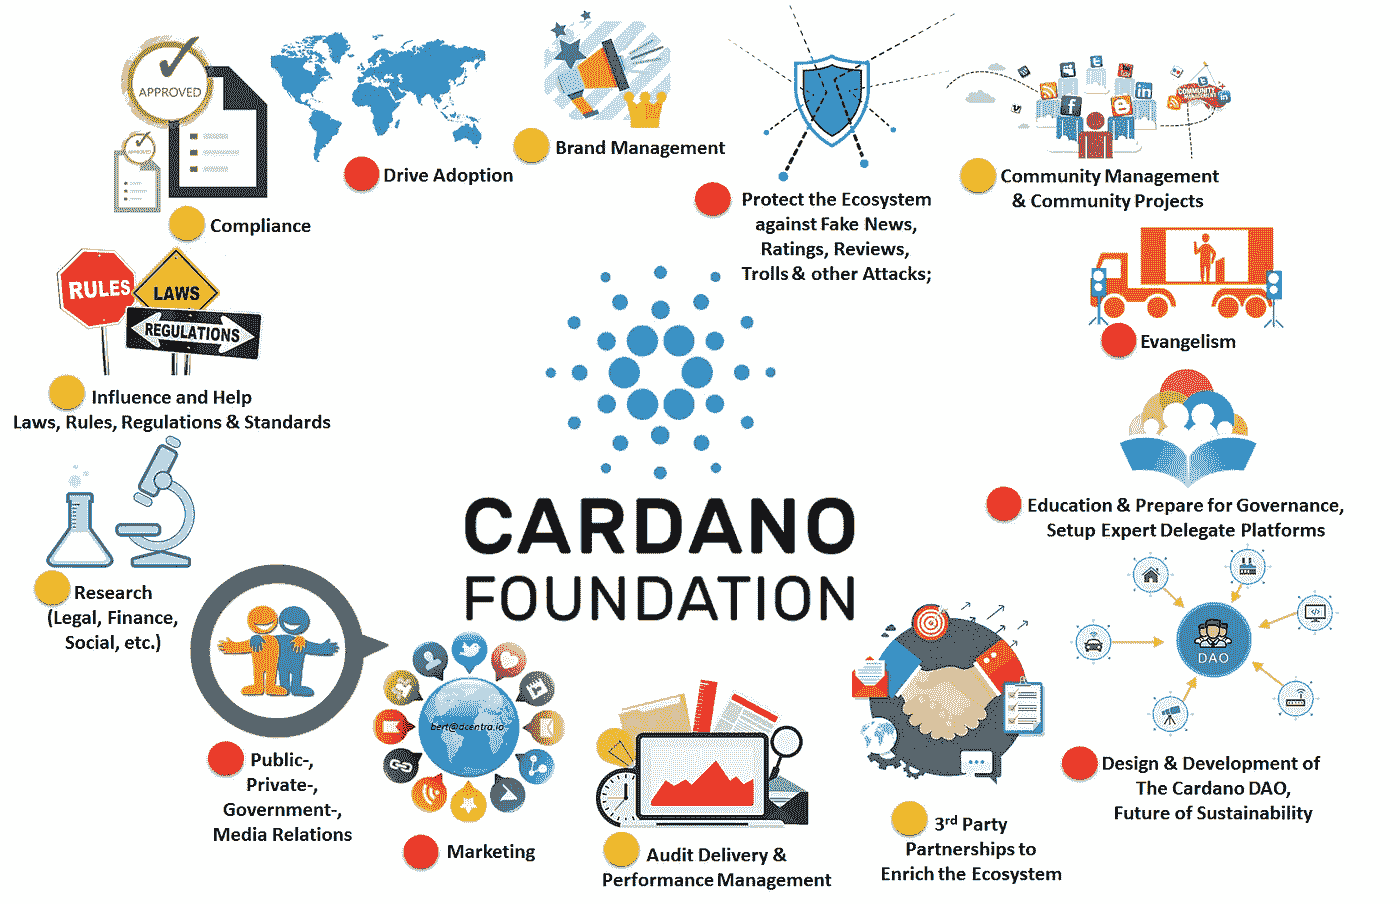 APPROVED
APPROVED
Compliance
Drive Adoption
Brand Management
Protect the Ecosystem
against Fake News,
Ratings, Reviews,
Trolls & other Attacks;
COMMUNITY
MANAGEMENT
Community Management
& Community Projects
RULES
LAWS
REGULATIONS
Influence and Help
Laws, Rules, Regulations & Standards
Evangelism
Education & Prepare for Governance,
Setup Expert Delegate Platforms
CARDANO
FOUNDATION
Research
(Legal, Finance,
Social, etc.)
DAO
Design & Development of
The Cardano DAO,
Future of Sustainability
Public-,
Private-,
Government-,
Media Relations
bert@dcentra.io
Marketing
Audit Delivery &
Performance Management
3rd Party
Partnerships to
Enrich the Ecosystem